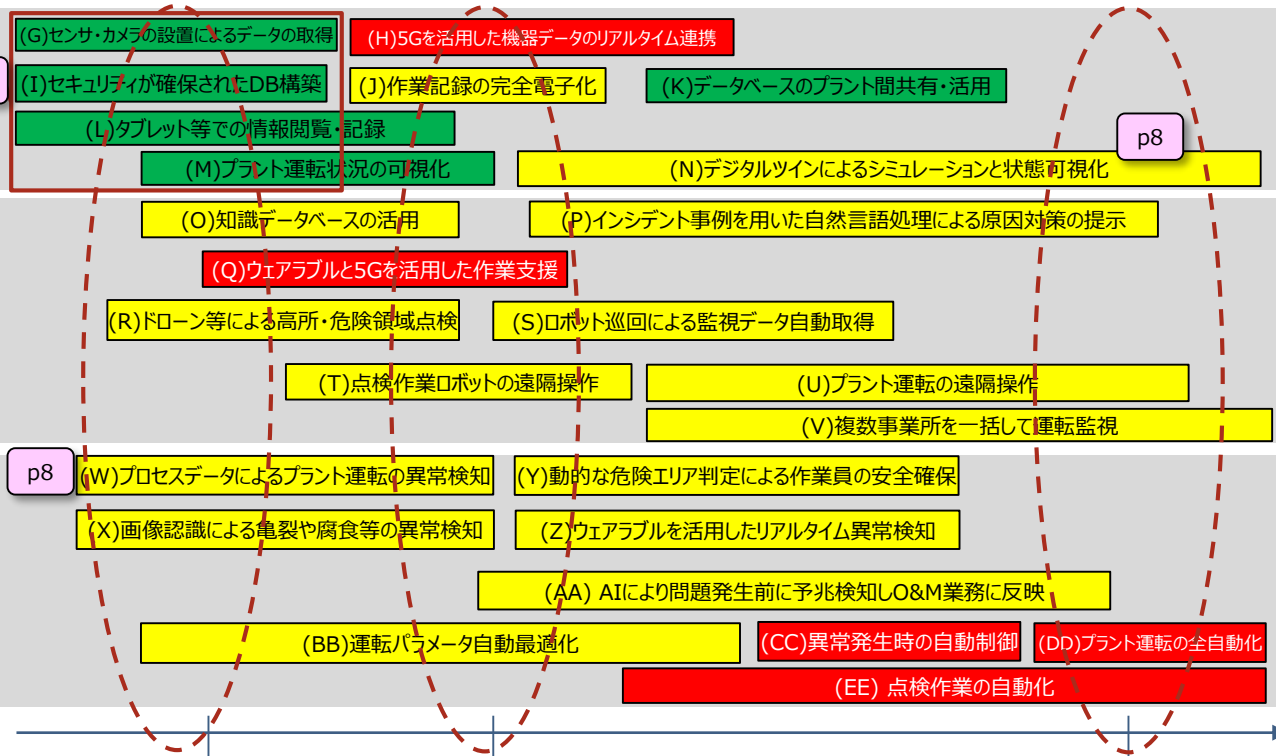 (G)センサ・カメラの設置によるデータの取得
(H)5Gを活用した機器データのリアルタイム連携
(I)セキュリティが確保されたDB構築
(J)作業記録の完全電子化
(K)データベースのプラント間共有・活用
(L)タブレット等での情報閲覧・記録
p8
(M)プラント運転状況の可視化
(N)デジタルツインによるシミュレーションと状態可視化
(O)知識データベースの活用
(P)インシデント事例を用いた自然言語処理による原因対策の提示
(Q)ウェアラブルと5Gを活用した作業支援
(R)ドローン等による高所・危険領域点検
(S)ロボット巡回による監視データ自動取得
(T)点検作業ロボットの遠隔操作
(U)プラント運転の遠隔操作
(V)複数事業所を一括して運転監視
p8
(W)プロセスデータによるプラント運転の異常検知
(Y)動的な危険エリア判定による作業員の安全確保
(X)画像認識による亀裂や腐食等の異常検知
(Z)ウェアラブルを活用したリアルタイム異常検知
(AA) AIにより問題発生前に予兆検知しO&M業務に反映
(BB)運転パラメータ自動最適化
(CC)異常発生時の自動制御
(DD)プラント運転の全自動化
(EE) 点検作業の自動化